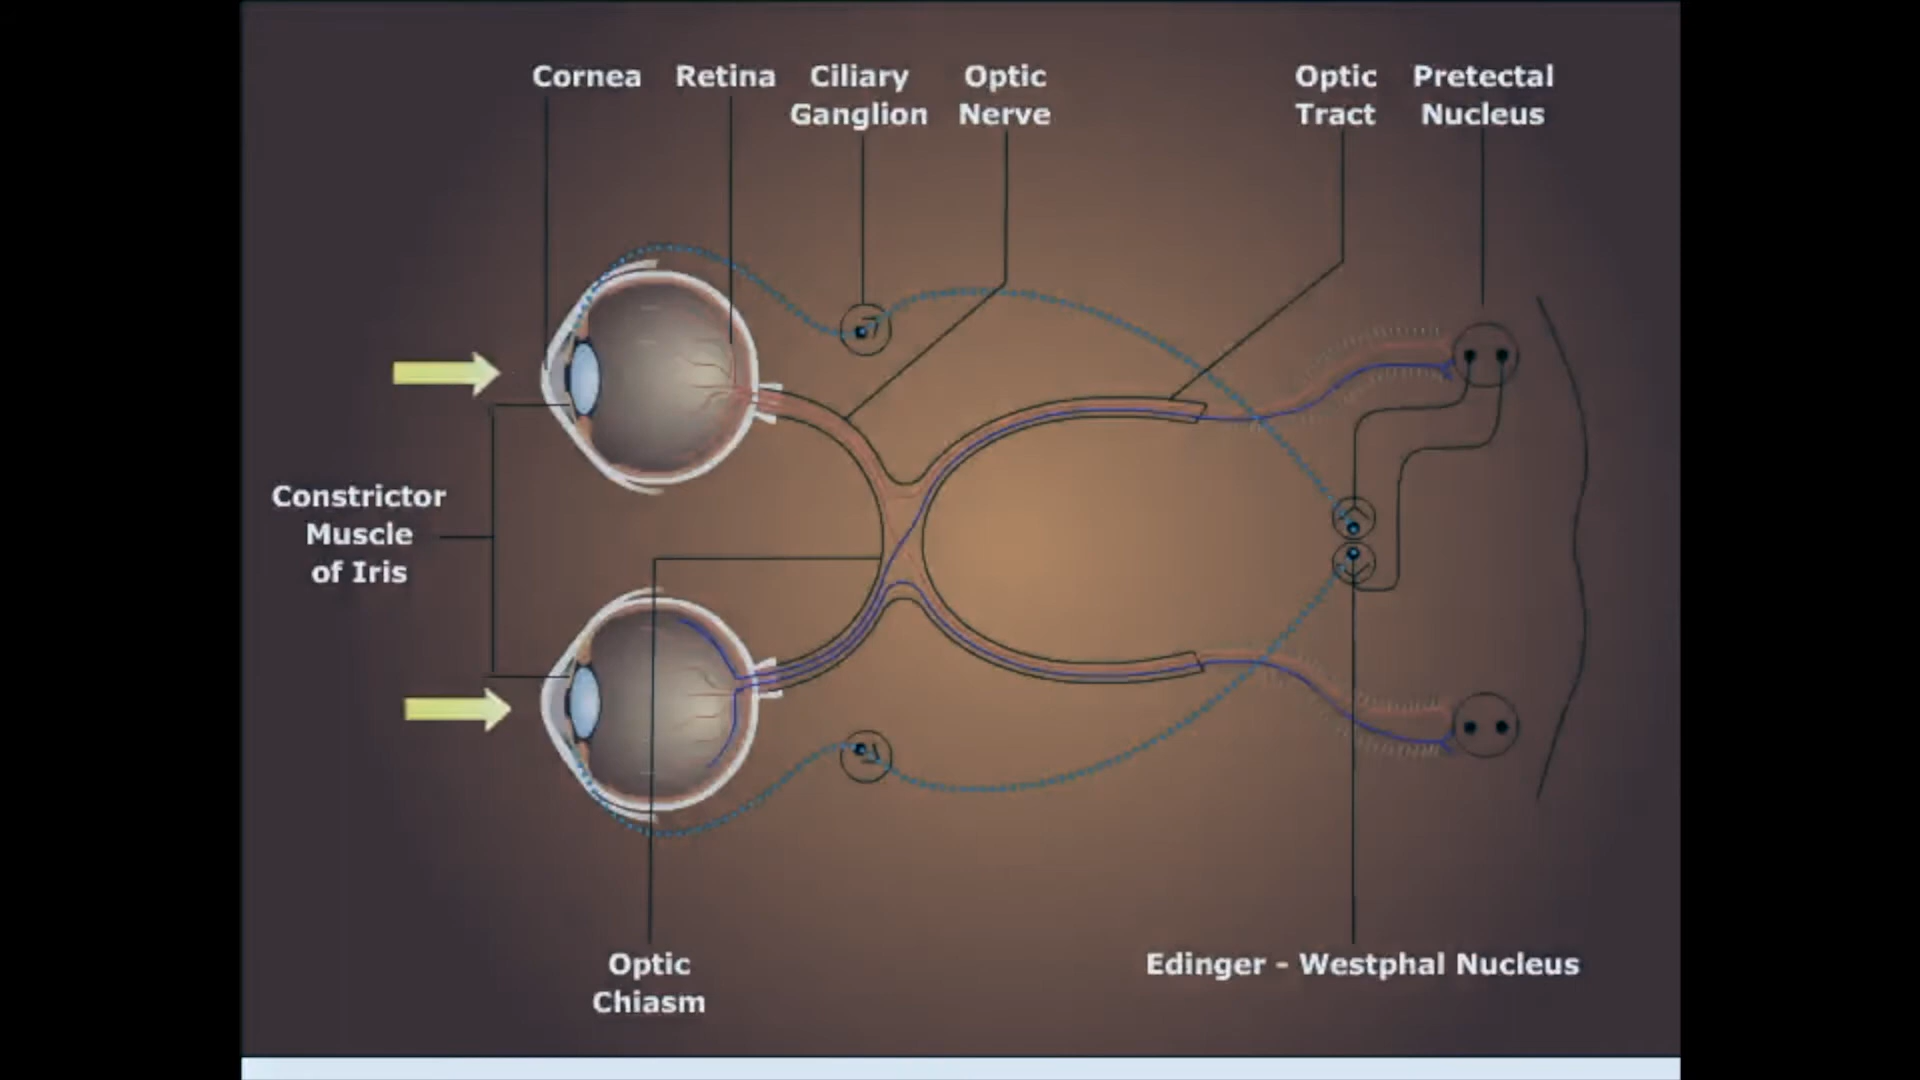 Cornea
Retina
Ciliary
Ganglion
Optic
Nerve
Optic
Tract
Pretectal
Nucleus
Constrictor
Muscle
of Iris
Optic
Chiasm
Edinger - Westphal Nucleus